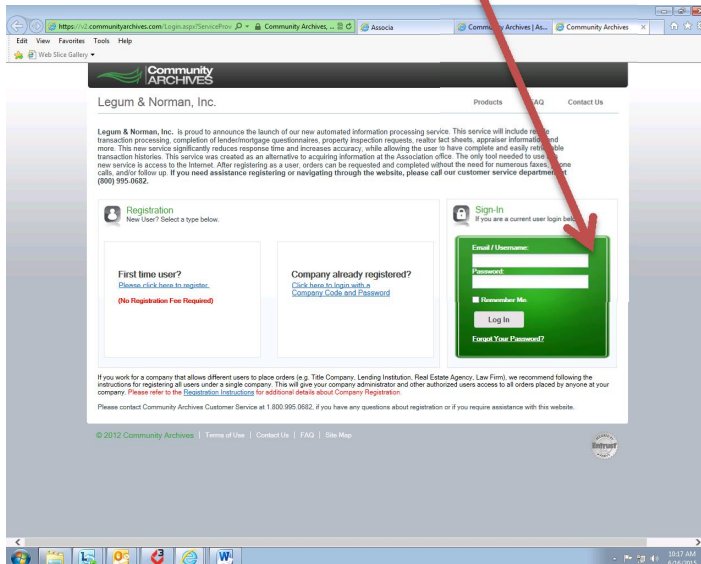 https://v2.communityarchives.com/Login.aspx?ServiceProv
Community Archives, ...
Associa
Community Archives | As...
Community Archives
Edit View Favorites Tools Help
Web Slice Gallery
Community
ARCHIVES
Legum & Norman, Inc.
Products FAQ Contact Us
Legum & Norman, Inc. is proud to announce the launch of our new automated information processing service. This service will include
transaction processing, completion of lender/mortgage questionnaires, property inspection requests, realtor fact sheets, appraiser information and
more. This new service significantly reduces response time and increases accuracy, while allowing the user to have complete and easily retrievable
transaction histories. This service was created as an alternative to acquiring information at the Association office. The only tool needed to use
new service is access to the Internet. After registering as a user, orders can be requested and completed without the need for numerous faxes,
calls, and/or follow up. If you need assistance registering or navigating through the website, please call our customer service department at
(800) 995-0682.
Registration
New User? Select a type below.
Sign-In
If you are a current user login
First time user?
Please click here to register.
(No Registration Fee Required)
Company already registered?
Click here to login with a
Company Code and Password
Email / Username:
Password:
Remember Me.
Log In
Forgot Your Password?
If you work for a company that allows different users to place orders (e.g. Title Company, Lending Institution, Real Estate Agency, Law Firm), we recommend following the
instructions for registering all users under a single company. This will give your company administrator and other authorized users access to all orders placed by anyone at your
company. Please refer to the Registration Instructions for additional details about Company Registration.
Please contact Community Archives Customer Service at 1.800.995.0682, if you have any questions about registration or if you require assistance with this website.
© 2012 Community Archives | Terms of Use | Contact Us | FAQ | Site Map
Entrust
10:17 AM
6/16/2015